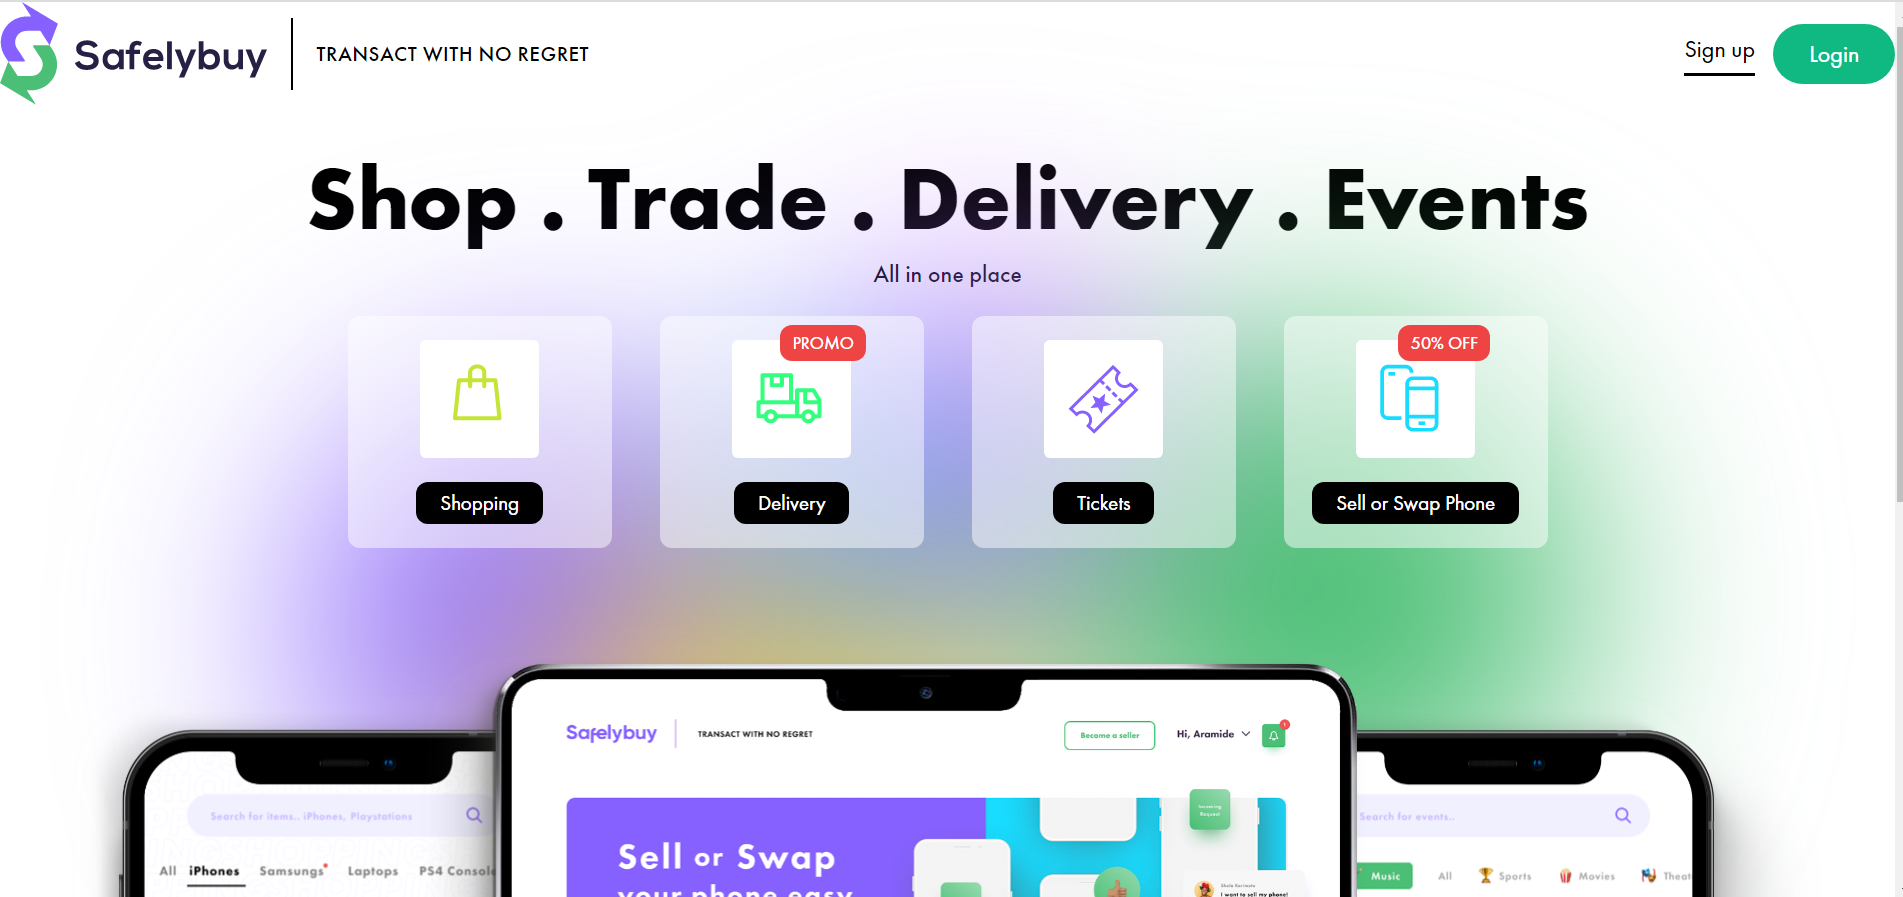 Safelybuy
TRANSACT WITH NO REGRET
Sign up
Login
Shop . Trade . Delivery . Events
All in one place
PROMO
50% OFF
Shopping
Delivery
Tickets
Sell or Swap Phone
Safelybuy
TRANSACT WITH NO REGRET
Become a seller
Hi, Aramide
Search for items.. iPhones, Playstations
All
iPhones
Samsungs
Laptops
PS4 Console
Incoming
Request
Sell or Swap
your phone easy
I want to sell my phone!
Search for events..
Music
All
Sports
Movies
Theat